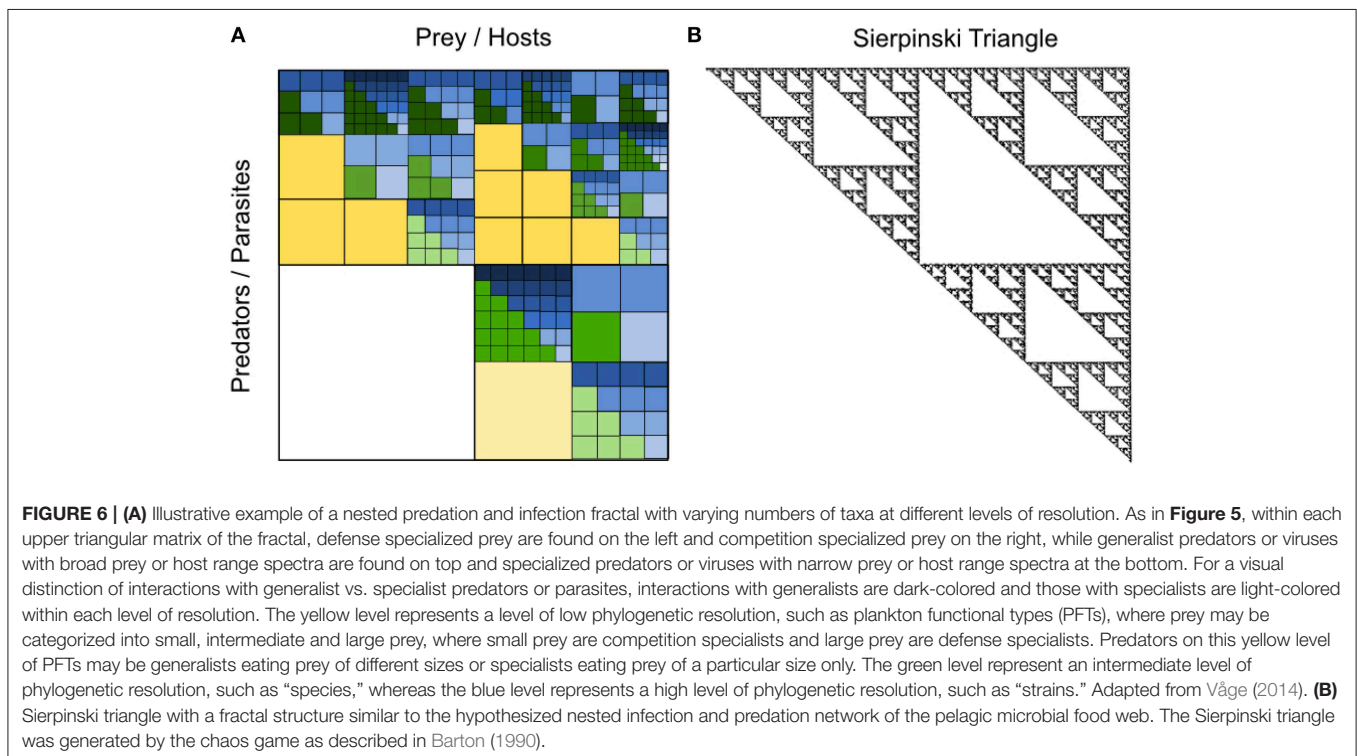 A
Prey / Hosts
B
Sierpinski Triangle
Predators / Parasites
FIGURE 6 | (A) Illustrative example of a nested predation and infection fractal with varying numbers of taxa at different levels of resolution. As in Figure 5, within each
upper triangular matrix of the fractal, defense specialized prey are found on the left and competition specialized prey on the right, while generalist predators or viruses
with broad prey or host range spectra are found on top and specialized predators or viruses with narrow prey or host range spectra at the bottom. For a visual
distinction of interactions with generalist vs. specialist predators or parasites, interactions with generalists are dark-colored and those with specialists are light-colored
within each level of resolution. The yellow level represents a level of low phylogenetic resolution, such as plankton functional types (PFTs), where prey may be
categorized into small, intermediate and large prey, where small prey are competition specialists and large prey are defense specialists. Predators on this yellow level
of PFTs may be generalists eating prey of different sizes or specialists eating prey of a particular size only. The green level represent an intermediate level of
phylogenetic resolution, such as “species,” whereas the blue level represents a high level of phylogenetic resolution, such as “strains.” Adapted from Våge (2014). (B)
Sierpinski triangle with a fractal structure similar to the hypothesized nested infection and predation network of the pelagic microbial food web. The Sierpinski triangle
was generated by the chaos game as described in Barton (1990).